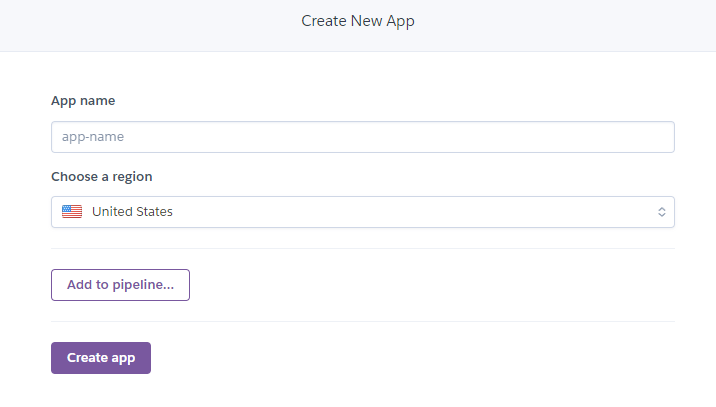 Create New App
App name
app-name
Choose a region
United States
Add to pipeline...
Create app